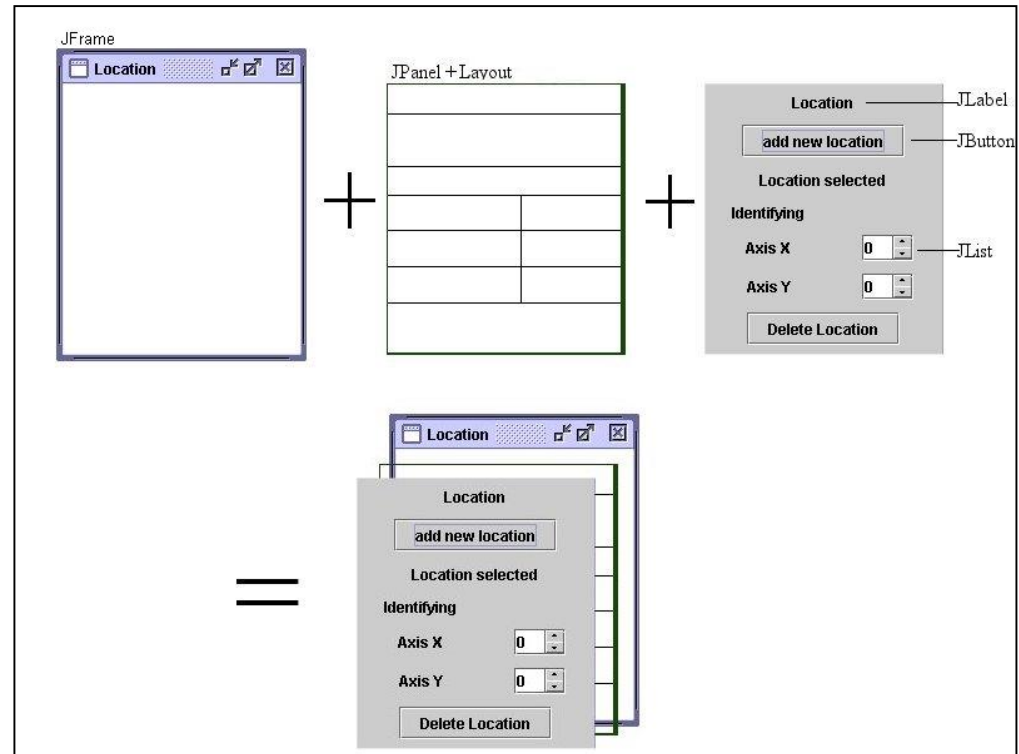 JFrame
Location
JPanel+Layout
Location
JLabel
add new location
JButton
Location selected
Identifying
Axis X
0
JList
Axis Y
0
Delete Location
Location
Location
add new location
Location selected
Identifying
Axis X
0
Axis Y
0
Delete Location